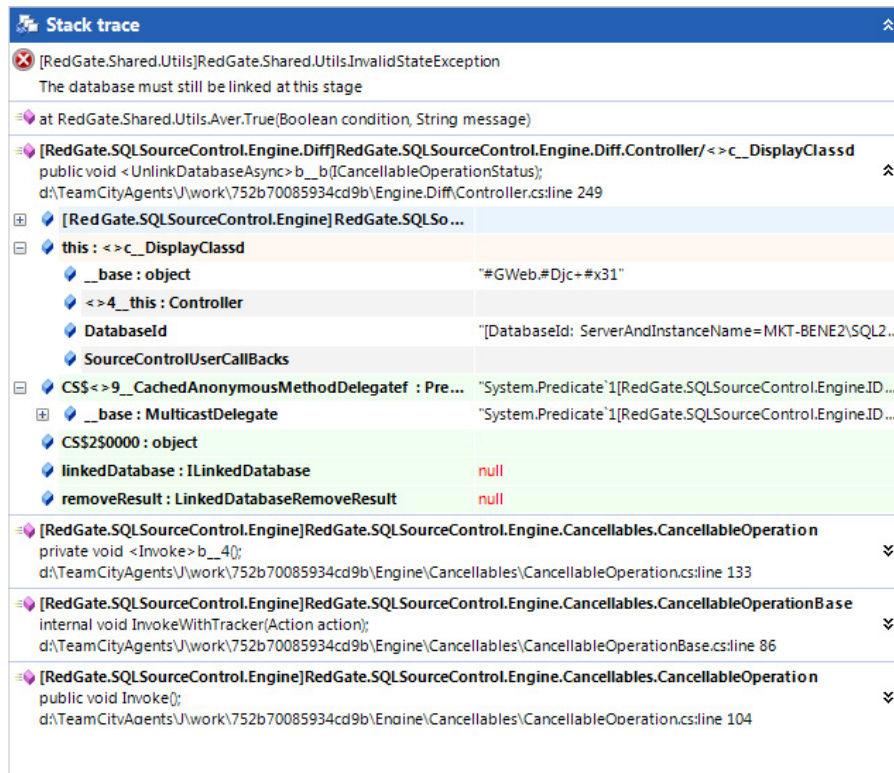 Stack trace
[RedGate.Shared.Utils]RedGate.Shared.Utils.InvalidStateException
The database must still be linked at this stage
at RedGate.Shared.Utils.Aver.True(Boolean condition, String message)
[RedGate.SQLSourceControl.Engine.Diff]RedGate.SQLSourceControl.Engine.Diff.Controller/<>c__DisplayClassd
public void <UnlinkDatabaseAsync>b__b(ICancellableOperationStatus);
d:\TeamCityAgents\J\work\752b70085934cd9b\Engine.Diff\Controller.cs:line 249
[RedGate.SQLSourceControl.Engine]RedGate.SQLSo...
this : <>c__DisplayClassd
__base : object "#GWeb.#Djc+#x31"
<>4__this : Controller
DatabaseId "[DatabaseId: ServerAndInstanceName=MKT-BENE2\SQL2...
SourceControlUserCallBacks
CS$<>9__CachedAnonymousMethodDelegatef : Pre... "System.Predicate`1[RedGate.SQLSourceControl.Engine.ID...
__base : MulticastDelegate "System.Predicate`1[RedGate.SQLSourceControl.Engine.ID...
CS$2$0000 : object
linkedDatabase : ILinkedDatabase null
removeResult : LinkedDatabaseRemoveResult null
[RedGate.SQLSourceControl.Engine]RedGate.SQLSourceControl.Engine.Cancellables.CancellableOperation
private void <Invoke>b__4();
d:\TeamCityAgents\J\work\752b70085934cd9b\Engine\Cancellables\CancellableOperation.cs:line 133
[RedGate.SQLSourceControl.Engine]RedGate.SQLSourceControl.Engine.Cancellables.CancellableOperationBase
internal void InvokeWithTracker(Action action);
d:\TeamCityAgents\J\work\752b70085934cd9b\Engine\Cancellables\CancellableOperationBase.cs:line 86
[RedGate.SQLSourceControl.Engine]RedGate.SQLSourceControl.Engine.Cancellables.CancellableOperation
public void Invoke();
d:\TeamCityAgents\J\work\752b70085934cd9b\Engine\Cancellables\CancellableOperation.cs:line 104